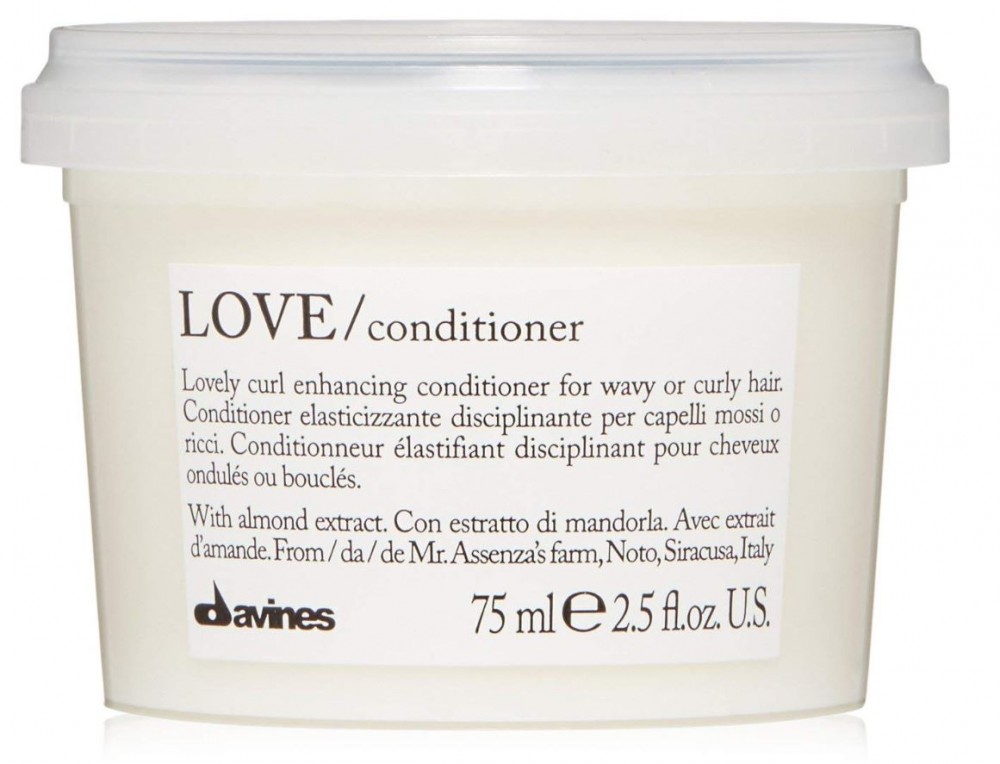 LOVE/conditioner
Lovely curl enhancing conditioner for wavy or curly hair.
Conditioner elasticizzante disciplinante per capelli mossi o
ricci. Conditionneur élastifiant disciplinant pour cheveux
ondulés ou bouclés.
With almond extract. Con estratto di mandorla. Avec extrait
d'amande. From / da / de Mr. Assenza's farm, Noto, Siracusa, Italy
davines 75 ml e 2.5 fl.oz. U.S.